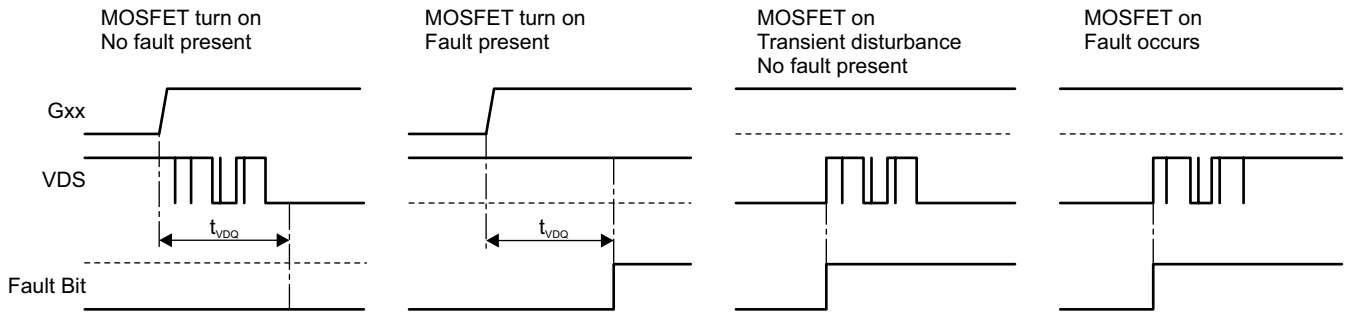 MOSFET turn on
No fault present
MOSFET turn on
Fault present
MOSFET on
Transient disturbance
No fault present
MOSFET on
Fault occurs
Gxx
VDS
tVDQ
tVDQ
Fault Bit